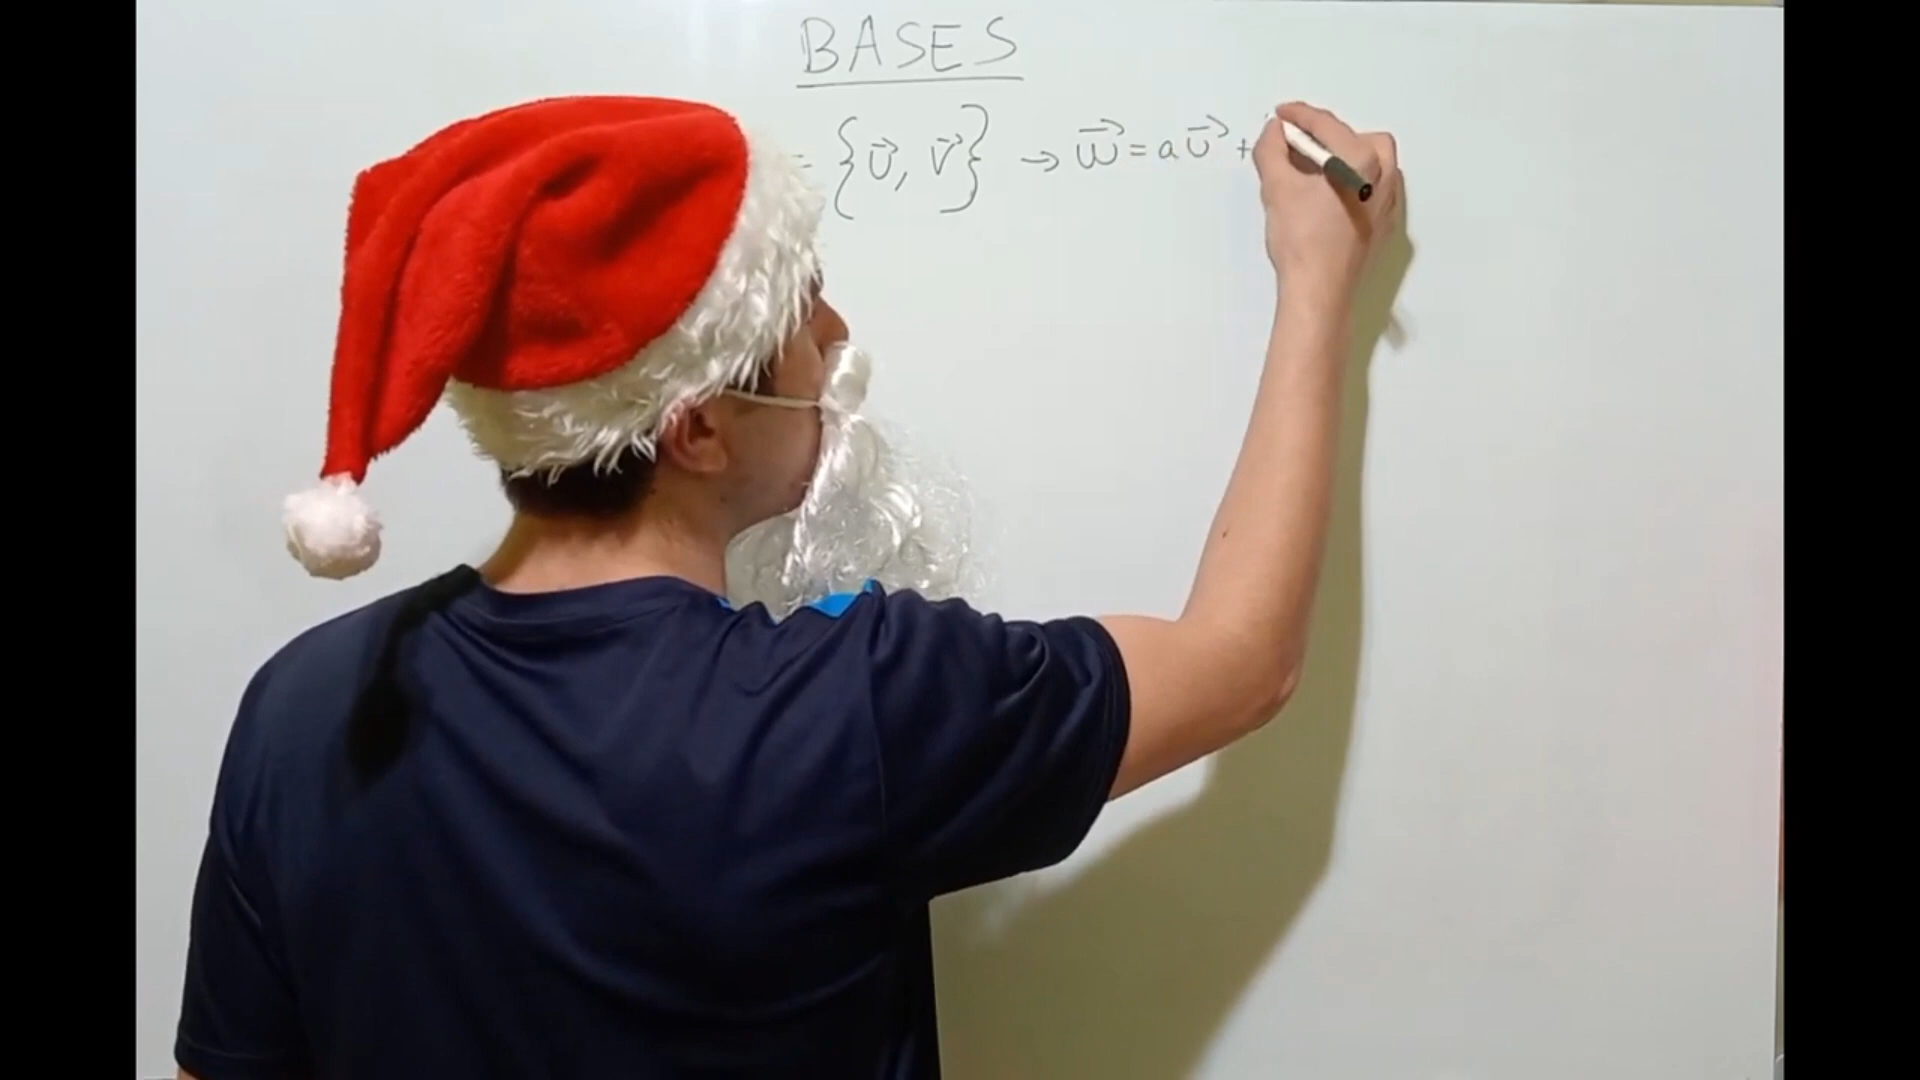 BASES
= {u⃗, v⃗} → w⃗ = a u⃗ +